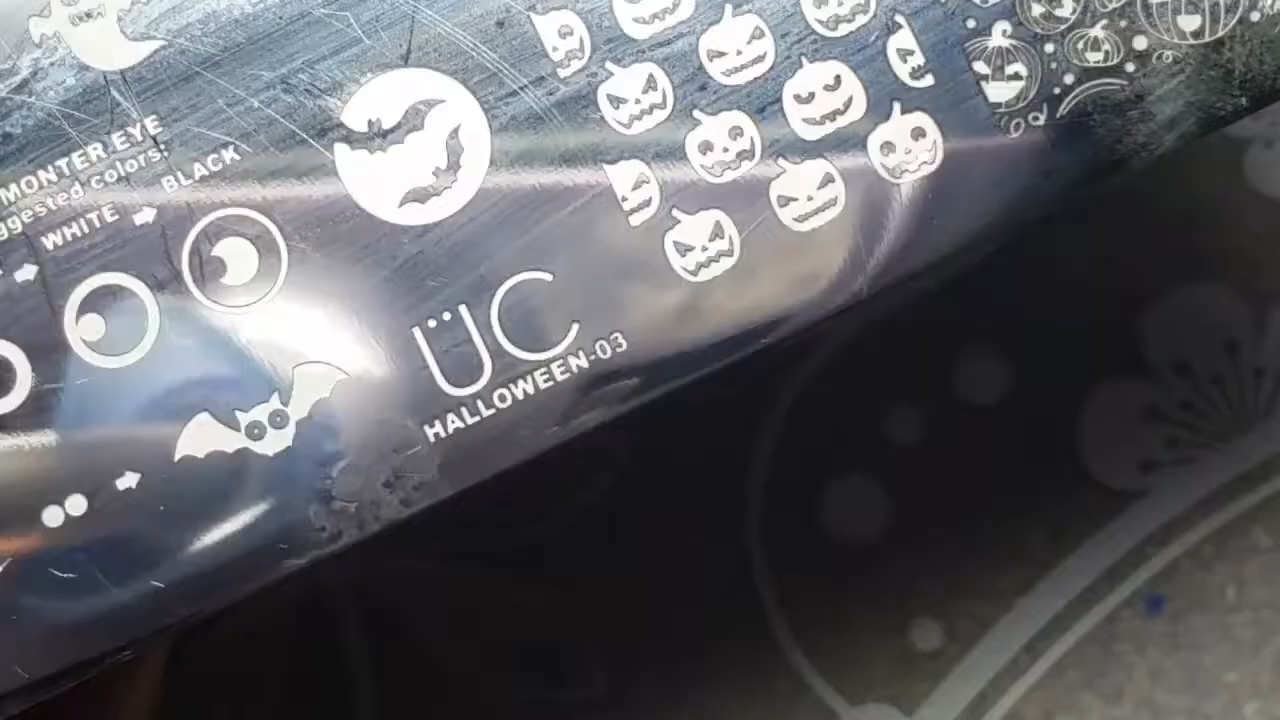 MONTER EYE
ggested colors:
WHITE
BLACK
ÜC
HALLOWEEN-03